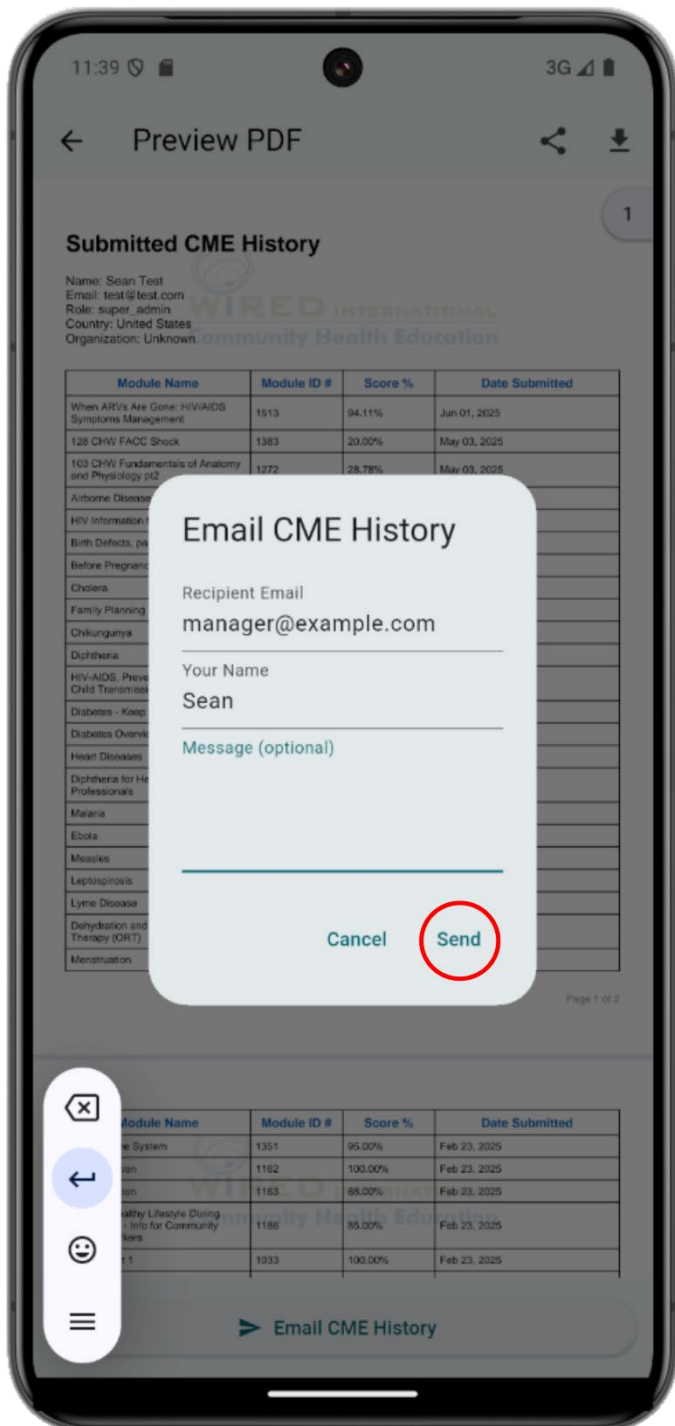 11:39
3G
Preview PDF
1
Submitted CME History
Name: Sean Test
Email: test@test.com
Role: super_admin
Country: United States
Organization: Unknown
WIRED INTERNATIONAL
Community Health Education
Module Name Module ID # Score % Date Submitted
When ARVs Are Gone: HIV/AIDS
Symptoms Management 1513 94.11% Jun 01, 2025
128 CHW FACC Shock 1383 20.00% May 03, 2025
103 CHW Fundamentals of Anatomy
and Physiology pt2 1272 28.78% May 03, 2025
Airborne Disease
HIV Information
Birth Defects, pa
Before Pregnanc
Cholera
Family Planning
Chikungunya
Diphtheria
HIV-AIDS, Preve
Child Transmissi
Diabetes - Keep
Diabetes Overvi
Heart Diseases
Diphtheria for He
Professionals
Malaria
Ebola
Measles
Leptospirosis
Lyme Disease
Dehydration and
Therapy (ORT)
Menstruation
Email CME History
Recipient Email
manager@example.com
Your Name
Sean
Message (optional)
Cancel Send
Page 1 of 2
Module Name Module ID # Score % Date Submitted
e System 1351 95.00% Feb 23, 2025
ion 1162 100.00% Feb 23, 2025
tion 1163 88.00% Feb 23, 2025
ealthy Lifestyle During
- Info for Community 1186 85.00% Feb 23, 2025
kers
t 1 1033 100.00% Feb 23, 2025
Email CME History